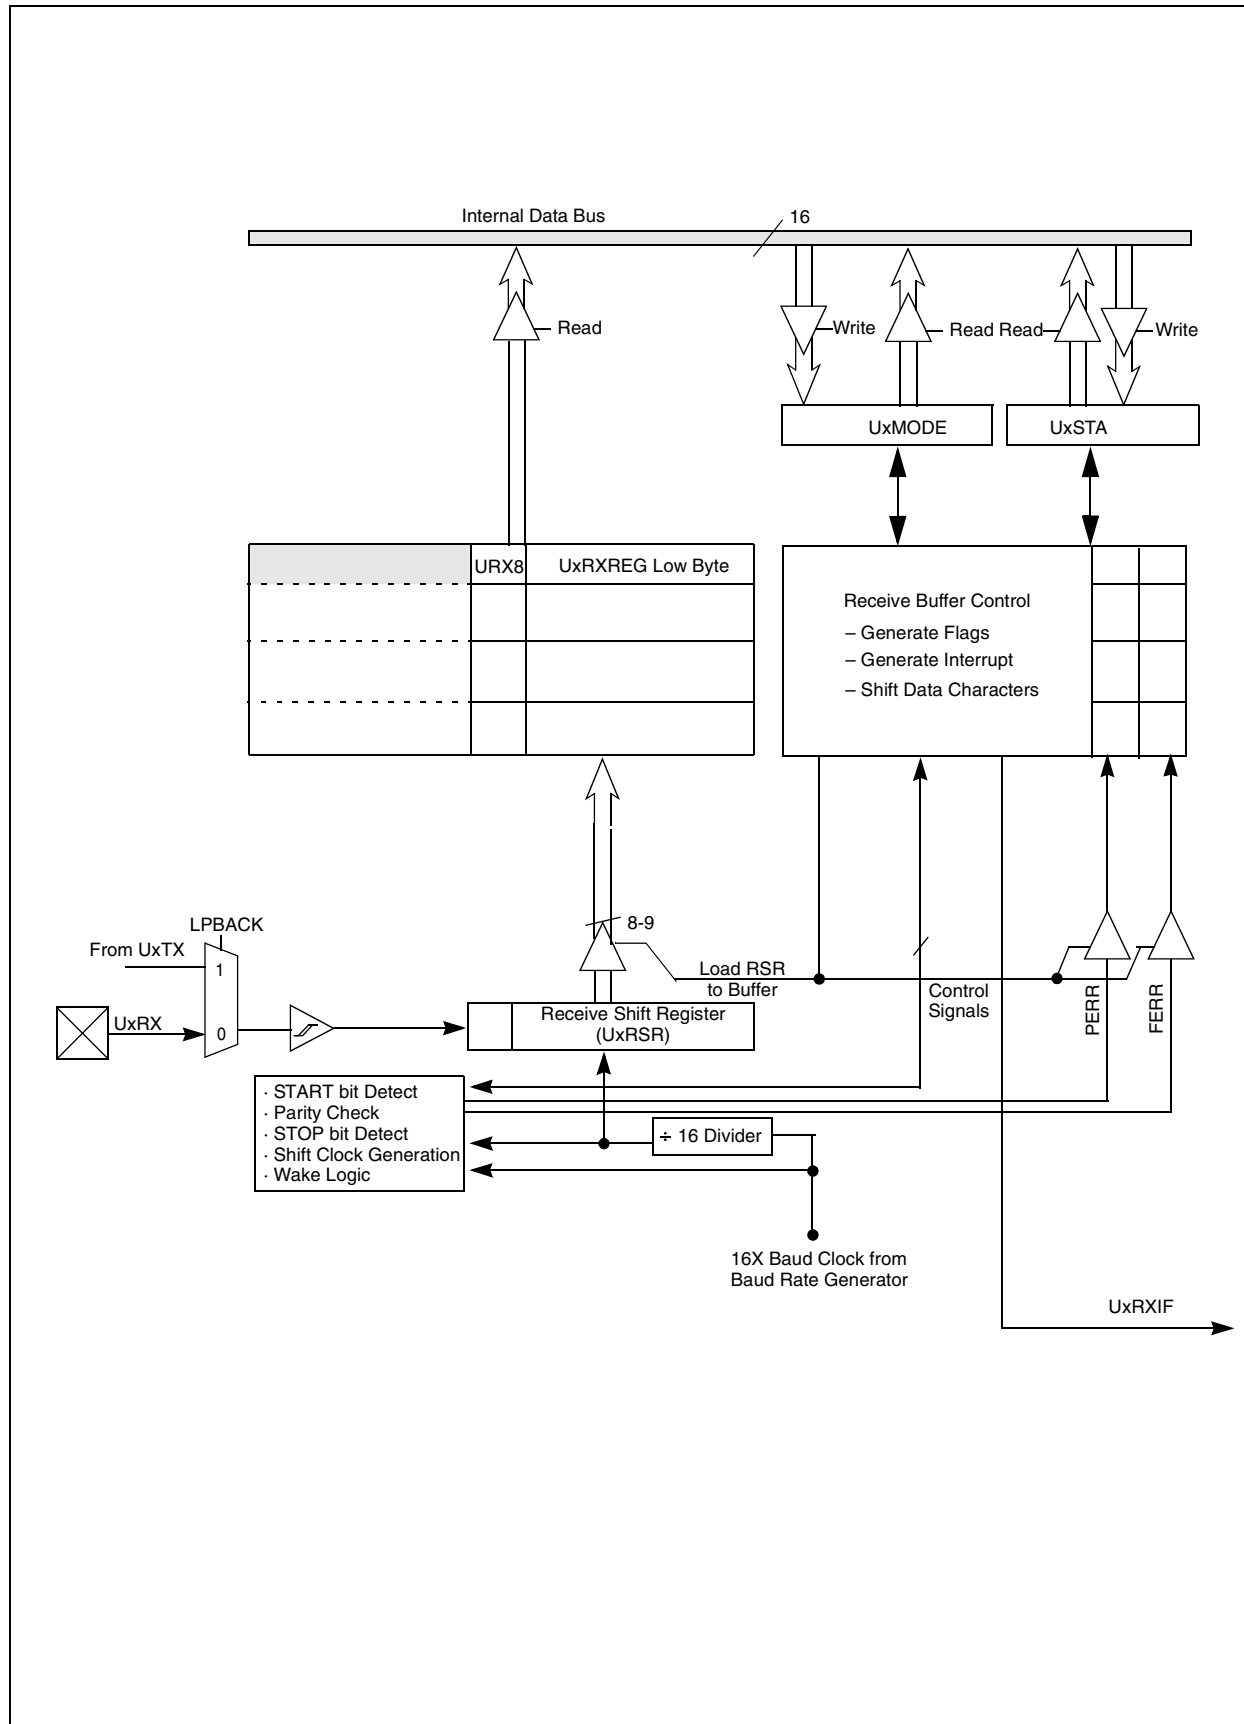 Internal Data Bus
16
Read
Write
Read Read
Write
UxMODE
UxSTA
URX8
UxRXREG Low Byte
Receive Buffer Control
– Generate Flags
– Generate Interrupt
– Shift Data Characters
LPBACK
From UxTX
1
UxRX
0
8-9
Load RSR
to Buffer
Control
Signals
PERR
FERR
Receive Shift Register
(UxRSR)
· START bit Detect
· Parity Check
· STOP bit Detect
· Shift Clock Generation
· Wake Logic
÷ 16 Divider
16X Baud Clock from
Baud Rate Generator
UxRXIF